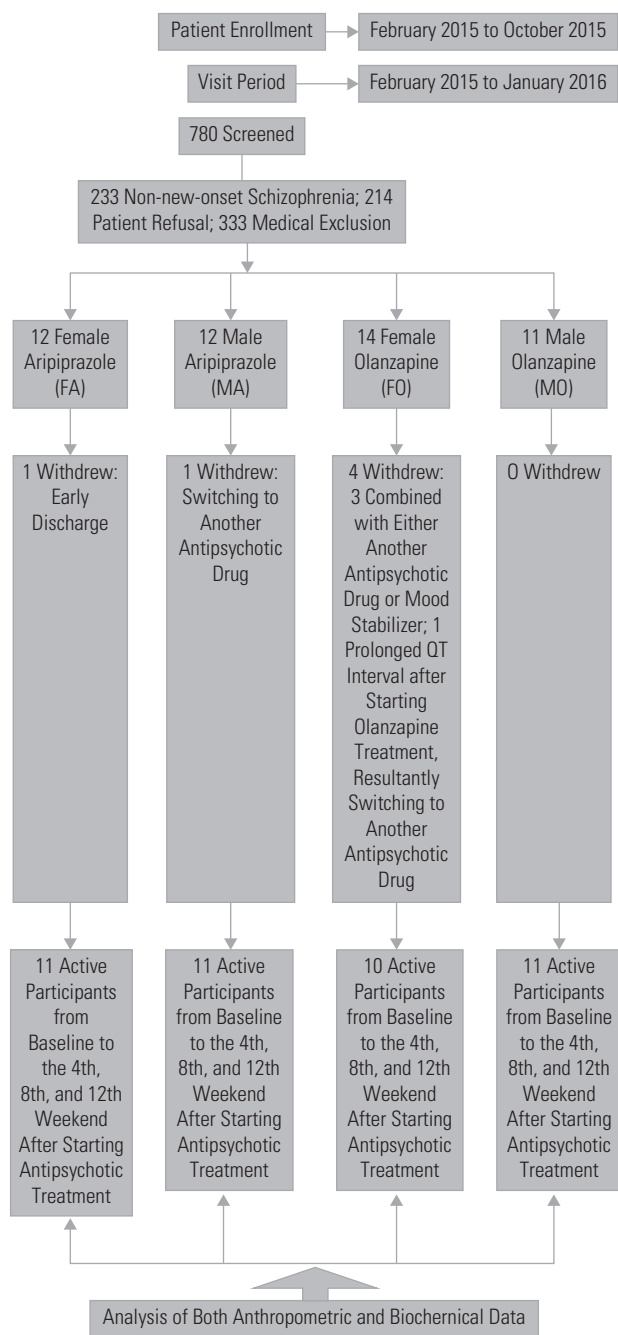 Patient Enrollment
February 2015 to October 2015
Visit Period
February 2015 to January 2016
780 Screened
233 Non-new-onset Schizophrenia; 214
Patient Refusal; 333 Medical Exclusion
12 Female
Aripiprazole
(FA)
12 Male
Aripiprazole
(MA)
14 Female
Olanzapine
(FO)
11 Male
Olanzapine
(MO)
1 Withdrew:
Early
Discharge
1 Withdrew:
Switching to
Another
Antipsychotic
Drug
4 Withdrew:
3 Combined
with Either
Another
Antipsychotic
Drug or Mood
Stabilizer; 1
Prolonged QT
Interval after
Starting
Olanzapine
Treatment,
Resultantly
Switching to
Another
Antipsychotic
Drug
0 Withdrew
11 Active
Participants
from
Baseline to
the 4th,
8th, and 12th
Weekend
After Starting
Antipsychotic
Treatment
11 Active
Participants
from Baseline
to the 4th,
8th, and 12th
Weekend
After Starting
Antipsychotic
Treatment
10 Active
Participants
from Baseline
to the 4th,
8th, and 12th
Weekend
After Starting
Antipsychotic
Treatment
11 Active
Participants
from Baseline
to the 4th,
8th, and 12th
Weekend
After Starting
Antipsychotic
Treatment
Analysis of Both Anthropometric and Biochernical Data